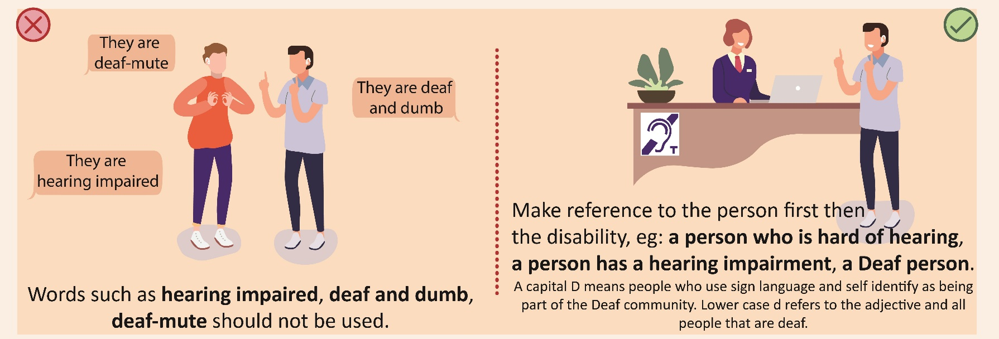 They are
deaf-mute
They are deaf
and dumb
They are
hearing impaired
Words such as hearing impaired, deaf and dumb,
deaf-mute should not be used.
T
Make reference to the person first then
the disability, eg: a person who is hard of hearing,
a person has a hearing impairment, a Deaf person.
A capital D means people who use sign language and self identify as being
part of the Deaf community. Lower case d refers to the adjective and all
people that are deaf.